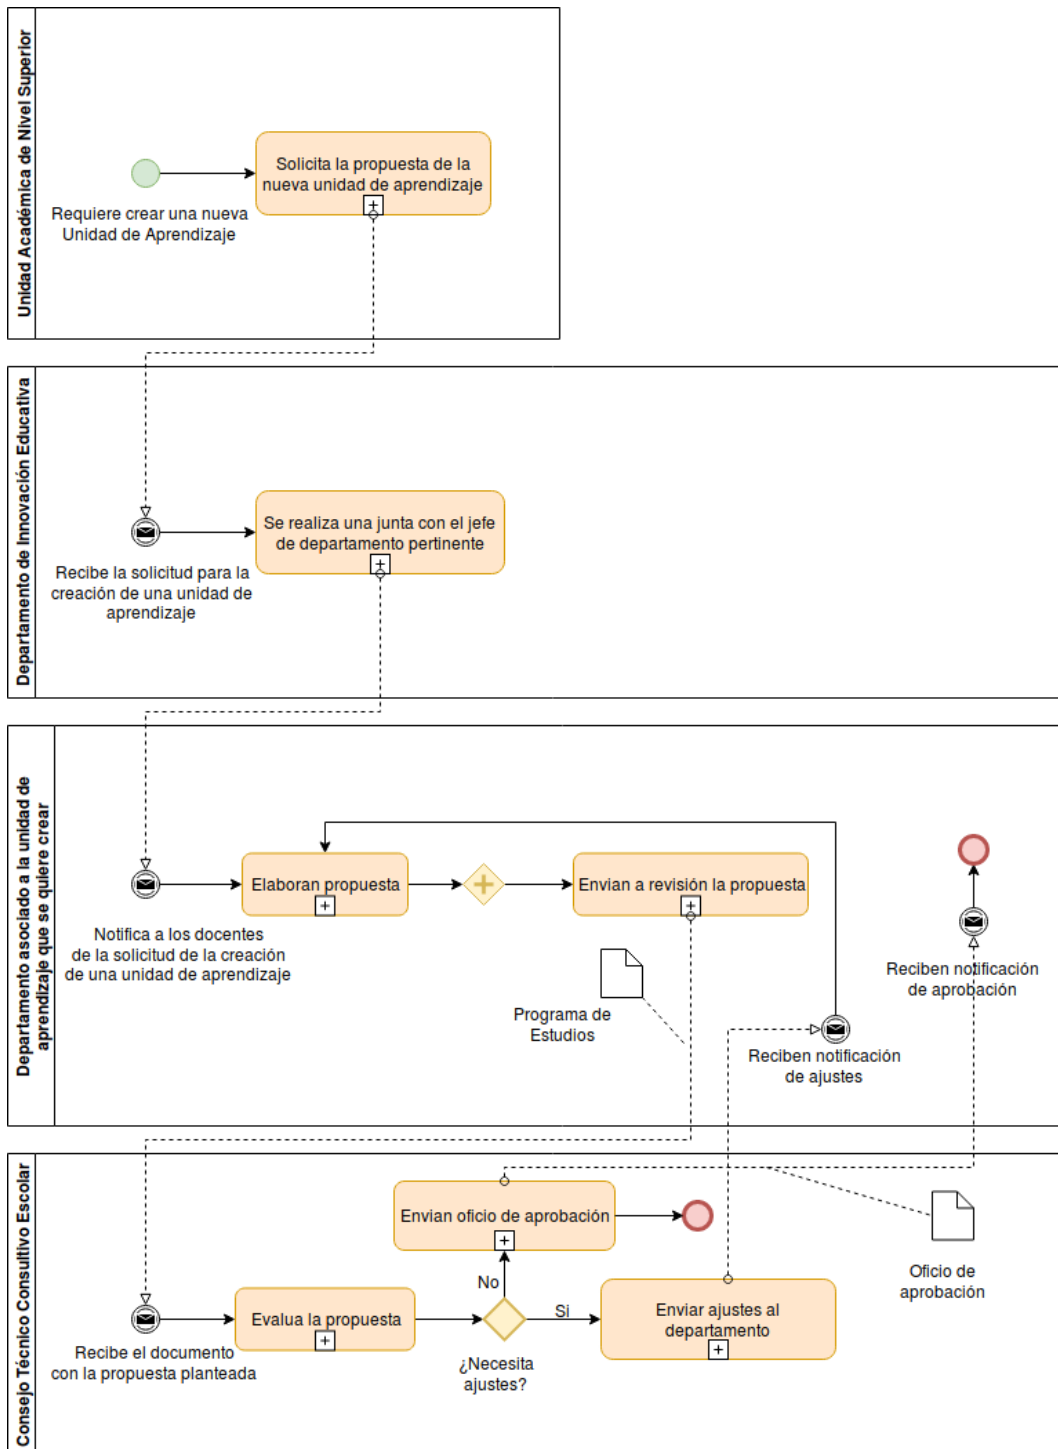 Unidad Académica de Nivel Superior
Solicita la propuesta de la
nueva unidad de aprendizaje
Requiere crear una nueva
Unidad de Aprendizaje
Departamento de Innovación Educativa
Se realiza una junta con el jefe
de departamento pertinente
Recibe la solicitud para la
creación de una unidad de
aprendizaje
Departamento asociado a la unidad de
aprendizaje que se quiere crear
Elaboran propuesta
Envian a revisión la propuesta
Notifica a los docentes
de la solicitud de la creación
de una unidad de aprendizaje
Programa de
Estudios
Reciben notificación
de ajustes
Reciben notificación
de aprobación
Consejo Técnico Consultivo Escolar
Envian oficio de aprobación
Oficio de
aprobación
No
Evalua la propuesta
Si
Enviar ajustes al
departamento
Recibe el documento
con la propuesta planteada
¿Necesita
ajustes?